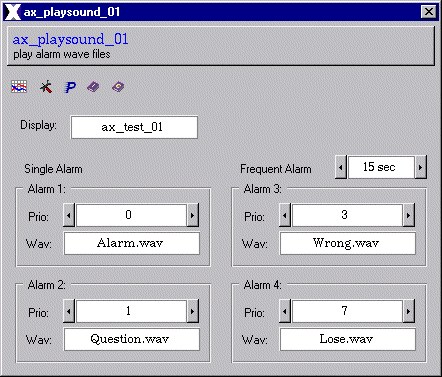 ax_playsound_01
ax_playsound_01
play alarm wave files
P
Display: ax_test_01
Single Alarm
Frequent Alarm 15 sec
Alarm 1:
Prio: 0
Wav: Alarm.wav
Alarm 3:
Prio: 3
Wav: Wrong.wav
Alarm 2:
Prio: 1
Wav: Question.wav
Alarm 4:
Prio: 7
Wav: Lose.wav